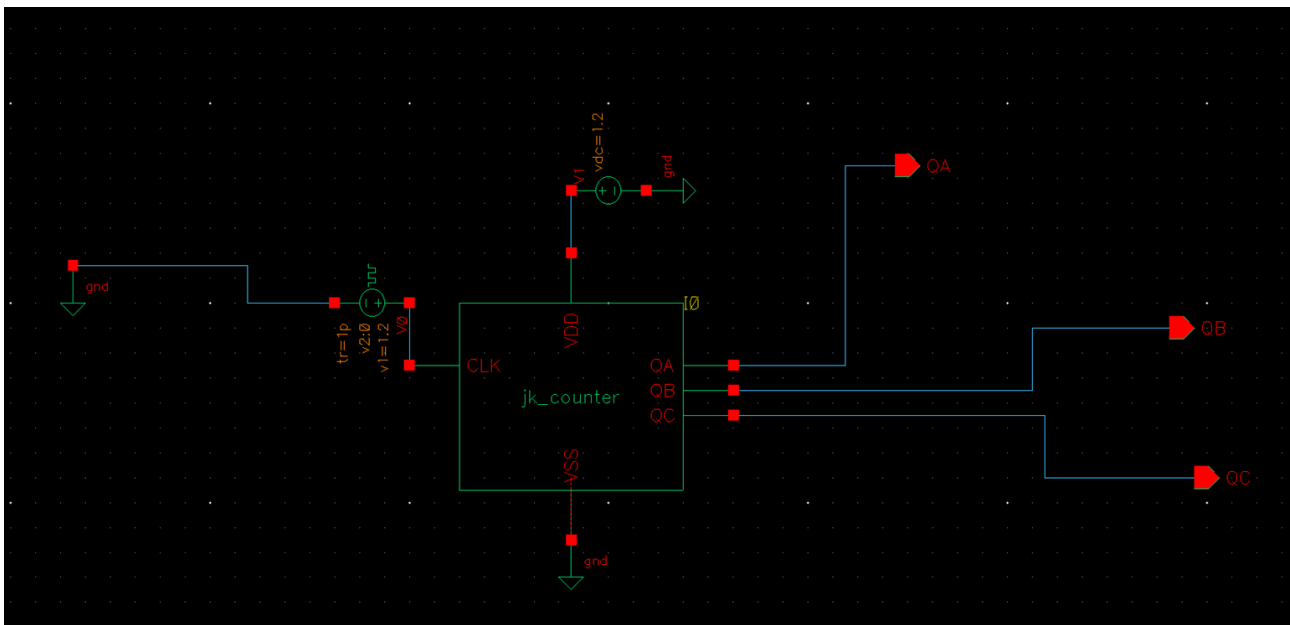 vdc=1.2
V1
gnd
QA
gnd
tr=1p
v2:0
v1=1.2
V0
I0
VDD
QB
CLK
QA
jk_counter
QB
QC
VSS
QC
gnd